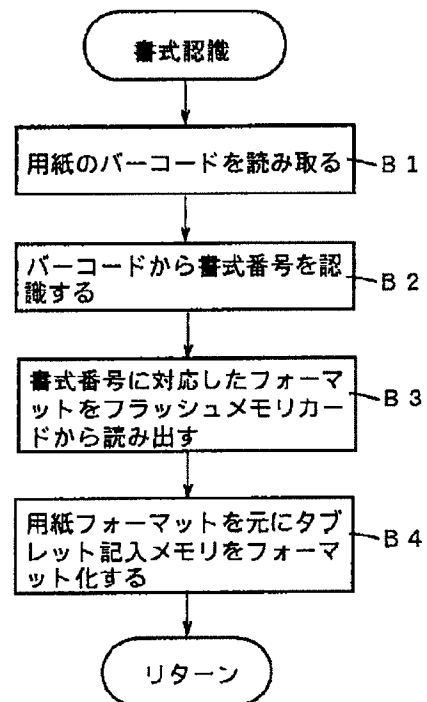 書式認識
用紙のバーコードを読み取る
B1
バーコードから書式番号を認
識する
B2
書式番号に対応したフォーマ
ットをフラッシュメモリカー
ドから読み出す
B3
用紙フォーマットを元にタブ
レット記入メモリをフォーマ
ット化する
B4
リターン